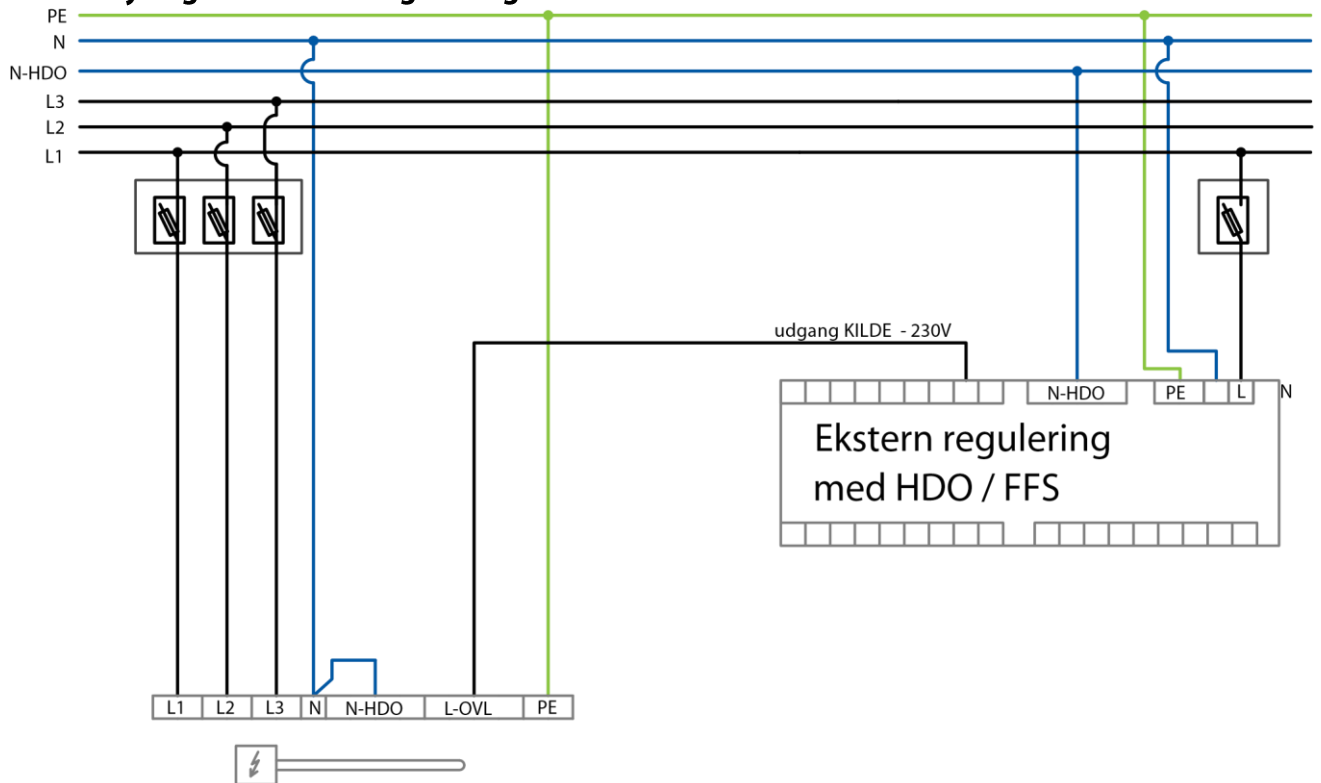 PE
N
N-HDO
L3
L2
L1
udgang KILDE - 230V
N-HDO PE L N
Ekstern regulering
med HDO / FFS
L1 L2 L3 N N-HDO L-OVL PE